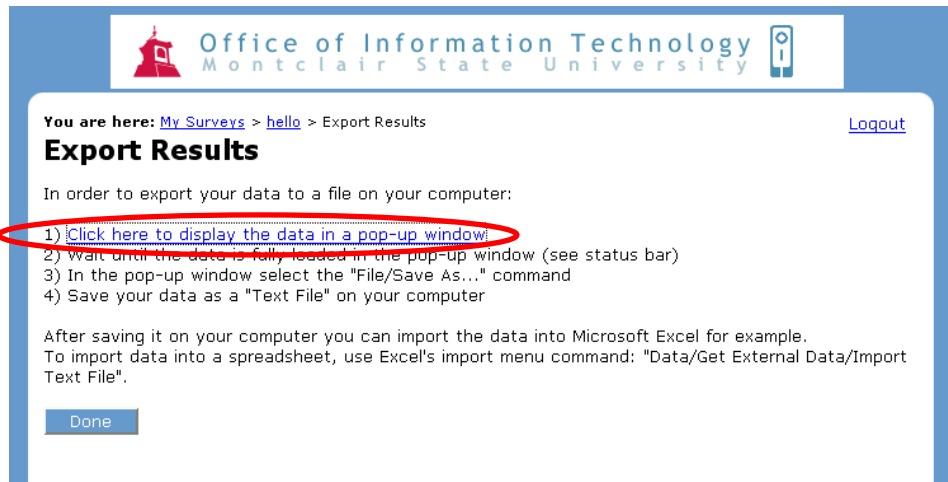 Office of Information Technology
Montclair State University
You are here: My Surveys > hello > Export Results
Logout
Export Results
In order to export your data to a file on your computer:
1) Click here to display the data in a pop-up window
2) Wait until the data is fully loaded in the pop-up window (see status bar)
3) In the pop-up window select the "File/Save As..." command
4) Save your data as a "Text File" on your computer
After saving it on your computer you can import the data into Microsoft Excel for example.
To import data into a spreadsheet, use Excel's import menu command: "Data/Get External Data/Import
Text File".
Done